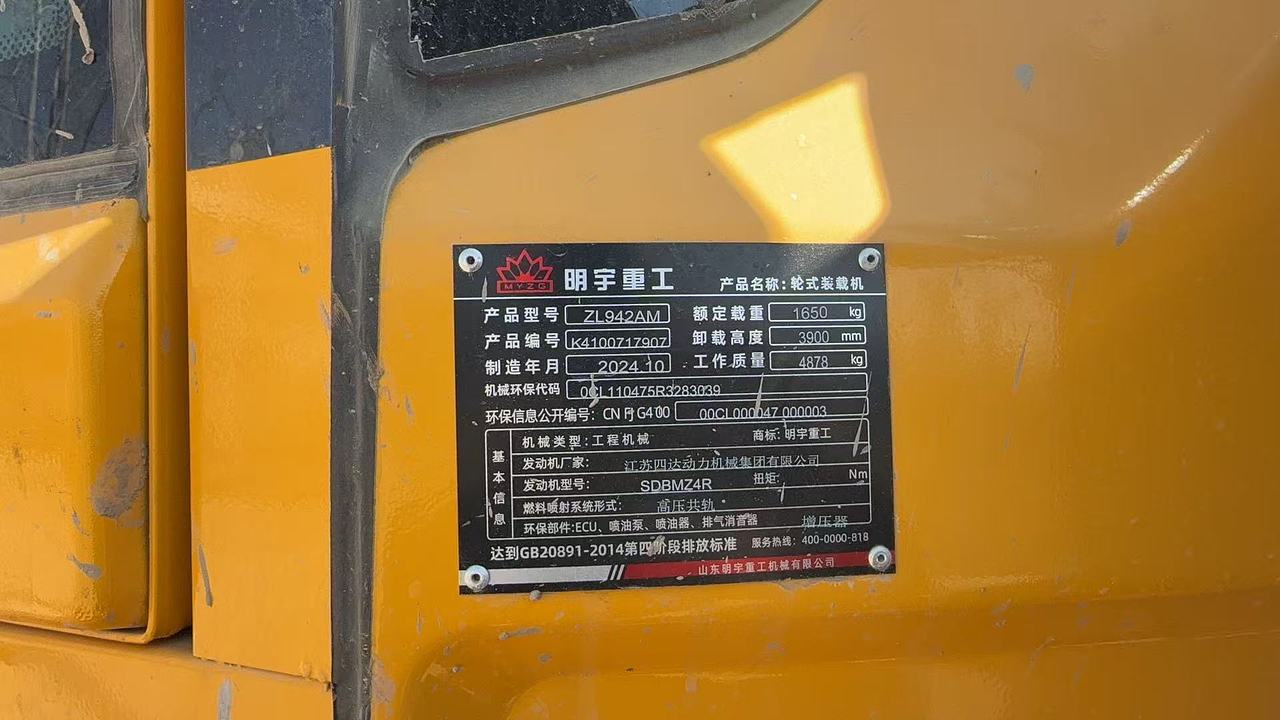 MYZG 明宇重工 产品名称：轮式装载机
产品型号 ZL942AM 额定载重 1650 kg
产品编号 K4100717907 卸载高度 3900 mm
制造年月 2024.10 工作质量 4878 kg
机械环保代码 0CL110475R3283039
环保信息公开编号： CN FJ G4 00 00CL000047 000003
基本信息
机械类型：工程机械 商标：明宇重工
发动机厂家： 江苏四达动力机械集团有限公司
发动机型号： SDBMZ4R 扭矩： Nm
燃料喷射系统形式： 高压共轨
环保部件:ECU、喷油泵、喷油器、排气消音器 增压器
达到GB20891-2014第四阶段排放标准 服务热线：400-0000-818
山东明宇重工机械有限公司